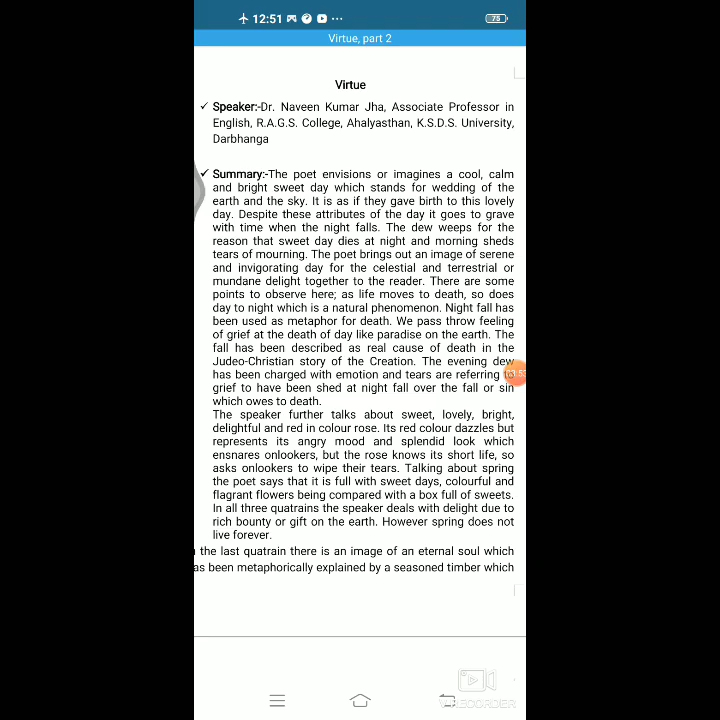 12:51
75
Virtue, part 2
Virtue
✓ Speaker:-Dr. Naveen Kumar Jha, Associate Professor in
English, R.A.G.S. College, Ahalyasthan, K.S.D.S. University,
Darbhanga
✓ Summary:-The poet envisions or imagines a cool, calm
and bright sweet day which stands for wedding of the
earth and the sky. It is as if they gave birth to this lovely
day. Despite these attributes of the day it goes to grave
with time when the night falls. The dew weeps for the
reason that sweet day dies at night and morning sheds
tears of mourning. The poet brings out an image of serene
and invigorating day for the celestial and terrestrial or
mundane delight together to the reader. There are some
points to observe here; as life moves to death, so does
day to night which is a natural phenomenon. Night fall has
been used as metaphor for death. We pass throw feeling
of grief at the death of day like paradise on the earth. The
fall has been described as real cause of death in the
Judeo-Christian story of the Creation. The evening dew
has been charged with emotion and tears are referring
grief to have been shed at night fall over the fall or sin
which owes to death.
The speaker further talks about sweet, lovely, bright,
delightful and red in colour rose. Its red colour dazzles but
represents its angry mood and splendid look which
ensnares onlookers, but the rose knows its short life, so
asks onlookers to wipe their tears. Talking about spring
the poet says that it is full with sweet days, colourful and
flagrant flowers being compared with a box full of sweets.
In all three quatrains the speaker deals with delight due to
rich bounty or gift on the earth. However spring does not
live forever.
the last quatrain there is an image of an eternal soul which
as been metaphorically explained by a seasoned timber which